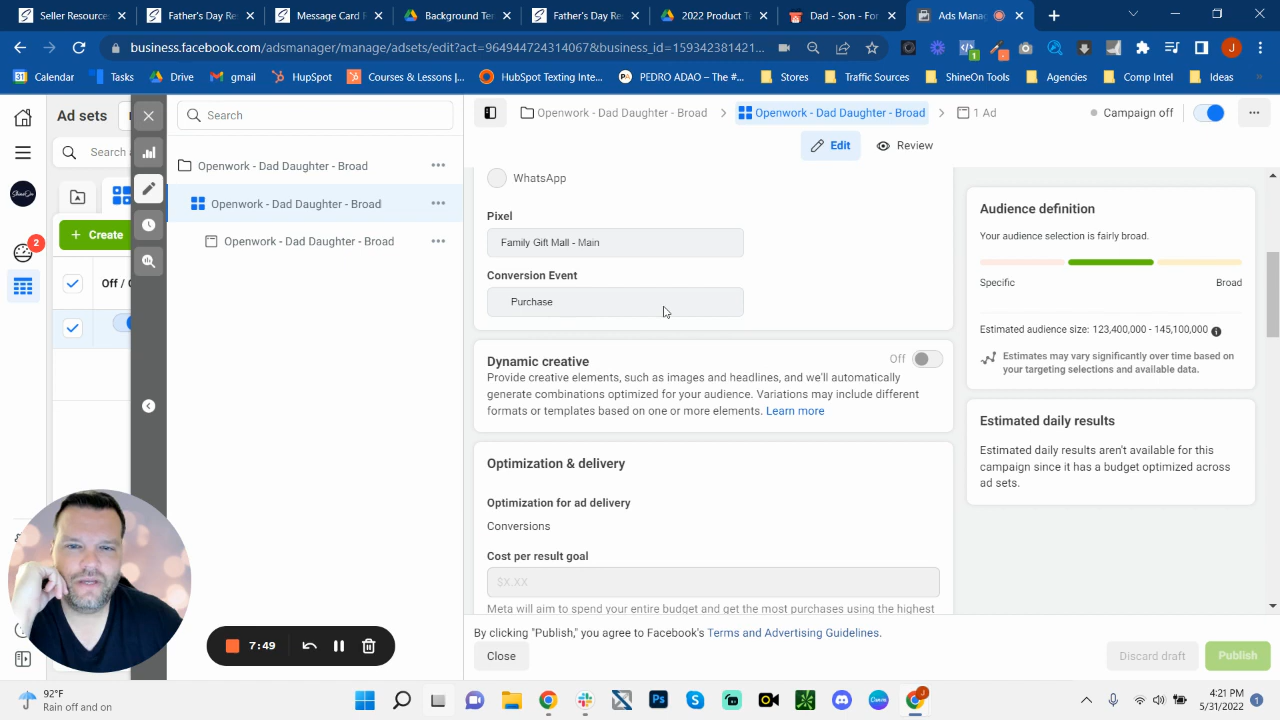 Seller Resources
Father's Day Re
Message Card
Background Ter
Father's Day Re
2022 Product T
Dad - Son - For
Ads Manag
business.facebook.com/adsmanager/manage/adsets/edit?act=964944724314067&business_id=159342381421...
Calendar
Tasks
Drive
gmail
HubSpot
Courses & Lessons |...
HubSpot Texting Inte...
PEDRO ADAO – The #...
Stores
Traffic Sources
ShineOn Tools
Agencies
Comp Intel
Ideas
»
Ad sets
Search
Openwork - Dad Daughter - Broad
Openwork - Dad Daughter - Broad
1 Ad
Campaign off
Edit
Review
Search a
2
+ Create
Off / O
Openwork - Dad Daughter - Broad
Openwork - Dad Daughter - Broad
Openwork - Dad Daughter - Broad
WhatsApp
Pixel
Family Gift Mall - Main
Conversion Event
Purchase
Dynamic creative
Off
Provide creative elements, such as images and headlines, and we'll automatically
generate combinations optimized for your audience. Variations may include different
formats or templates based on one or more elements. Learn more
Optimization & delivery
Optimization for ad delivery
Conversions
Cost per result goal
$X.XX
Meta will aim to spend your entire budget and get the most purchases using the highest
Audience definition
Your audience selection is fairly broad.
Specific
Broad
Estimated audience size: 123,400,000 - 145,100,000
Estimates may vary significantly over time based on
your targeting selections and available data.
Estimated daily results
Estimated daily results aren't available for this
campaign since it has a budget optimized across
ad sets.
By clicking "Publish," you agree to Facebook's Terms and Advertising Guidelines.
Close
Discard draft
Publish
7:49
92°F
Rain off and on
4:21 PM
5/31/2022